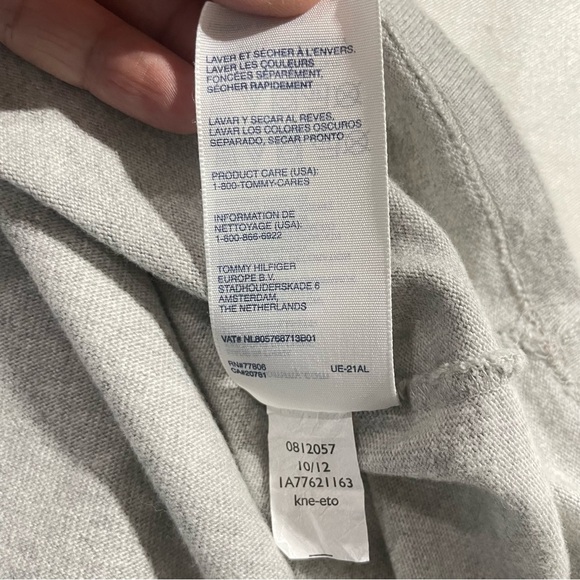 LAVER ET SÉCHER À L'ENVERS,
LAVER LES COULEURS
FONCÉES SÉPARÉMENT,
SÉCHER RAPIDEMENT
LAVAR Y SECAR AL REVES,
LAVAR LOS COLORES OSCUROS
SEPARADO, SECAR PRONTO
PRODUCT CARE (USA):
1-800-TOMMY-CARES
INFORMATION DE
NETTOYAGE (USA):
1-800-866-6922
TOMMY HILFIGER
EUROPE B.V.
STADHOUDERSKADE 6
AMSTERDAM,
THE NETHERLANDS
VAT# NL805768713B01
RN#77806
CA#20761 UE-21AL
0812057
10/12
1A77621163
kne-eto